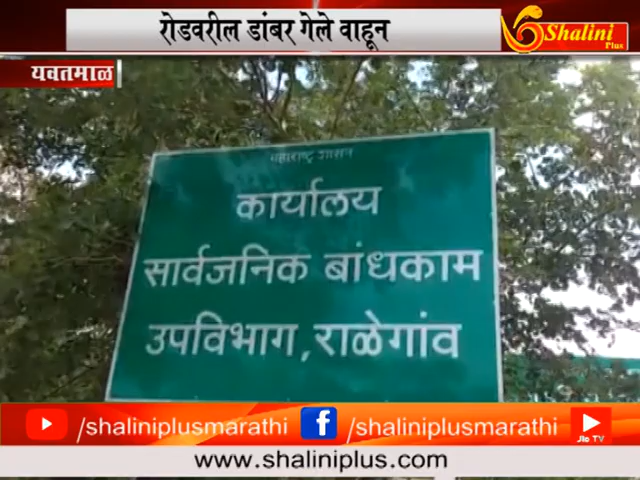 रोडवरील डांबर गेले वाहून
Shalini
Plus
यवतमाळ
महाराष्ट्र शासन
कार्यालय
सार्वजनिक बांधकाम
उपविभाग, राळेगांव
/shaliniplusmarathi
/shaliniplusmarathi
Jio TV
www.shaliniplus.com